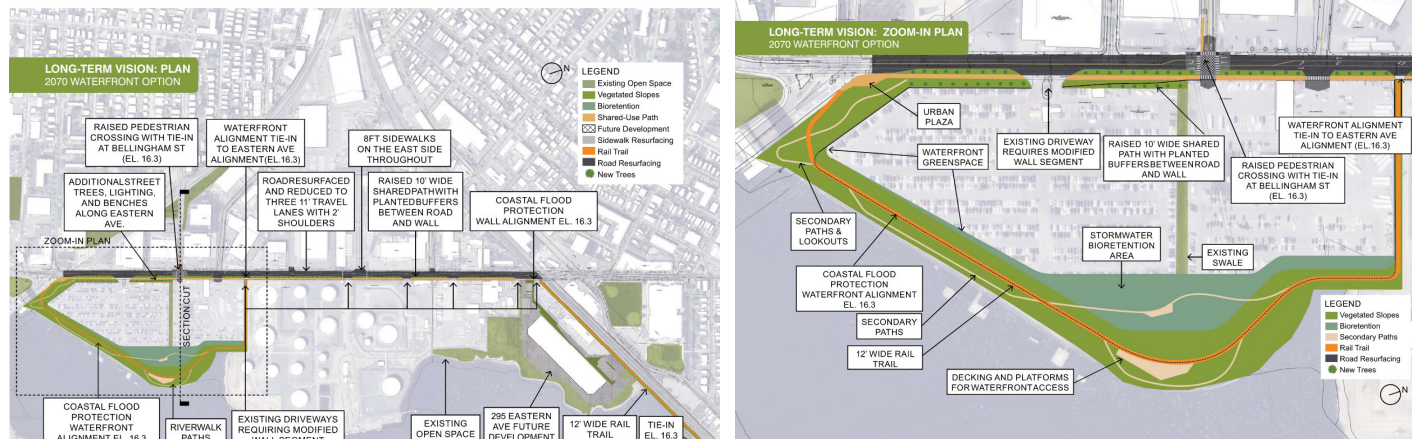 LONG-TERM VISION: PLAN
2070 WATERFRONT OPTION
N
LEGEND
Existing Open Space
Vegetated Slopes
Bioretention
Shared-Use Path
Future Development
Sidewalk Resurfacing
Rail Trail
Road Resurfacing
New Trees
RAISED PEDESTRIAN
CROSSING WITH TIE-IN
AT BELLINGHAM ST
(EL. 16.3)
WATERFRONT
ALIGNMENT TIE-IN
TO EASTERN AVE
ALIGNMENT(EL.16.3)
8FT SIDEWALKS
ON THE EAST SIDE
THROUGHOUT
ADDITIONALSTREET
TREES, LIGHTING,
AND BENCHES
ALONG EASTERN
AVE.
ROADRESURFACED
AND REDUCED TO
THREE 11' TRAVEL
LANES WITH 2'
SHOULDERS
RAISED 10' WIDE
SHAREDPATHWITH
PLANTEDBUFFERS
BETWEEN ROAD
AND WALL
COASTAL FLOOD
PROTECTION
WALL ALIGNMENT EL. 16.3
ZOOM-IN PLAN
SECTION CUT
COASTAL FLOOD
PROTECTION
WATERFRONT
ALIGNMENT EL. 16.3
RIVERWALK
PATHS
EXISTING DRIVEWAYS
REQUIRING MODIFIED
WALL SEGMENT
EXISTING
OPEN SPACE
295 EASTERN
AVE FUTURE
DEVELOPMENT
12' WIDE RAIL
TRAIL
TIE-IN
EL. 16.3
LONG-TERM VISION: ZOOM-IN PLAN
2070 WATERFRONT OPTION
URBAN
PLAZA
WATERFRONT
GREENSPACE
EXISTING DRIVEWAY
REQUIRES MODIFIED
WALL SEGMENT
RAISED 10' WIDE SHARED
PATH WITH PLANTED
BUFFERSBETWEENROAD
AND WALL
WATERFRONT ALIGNMENT
TIE-IN TO EASTERN AVE
ALIGNMENT (EL.16.3)
RAISED PEDESTRIAN
CROSSING WITH TIE-IN
AT BELLINGHAM ST
(EL. 16.3)
SECONDARY
PATHS &
LOOKOUTS
STORMWATER
BIORETENTION
AREA
EXISTING
SWALE
COASTAL FLOOD
PROTECTION
WATERFRONT ALIGNMENT
EL. 16.3
SECONDARY
PATHS
12' WIDE RAIL
TRAIL
DECKING AND PLATFORMS
FOR WATERFRONT ACCESS
LEGEND
Vegetated Slopes
Bioretention
Secondary Paths
Rail Trail
Road Resurfacing
New Trees
N